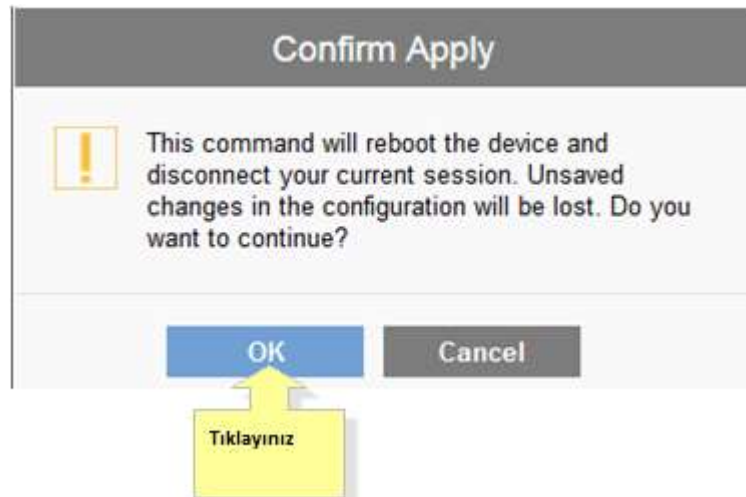 Confirm Apply
This command will reboot the device and
disconnect your current session. Unsaved
changes in the configuration will be lost. Do you
want to continue?
OK
Cancel
Tıklayınız